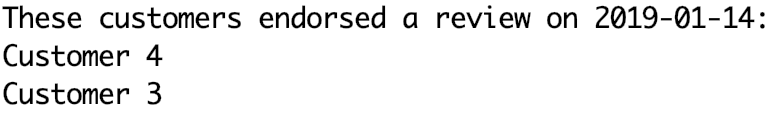 These customers endorsed a review on 2019-01-14:
Customer 4
Customer 3